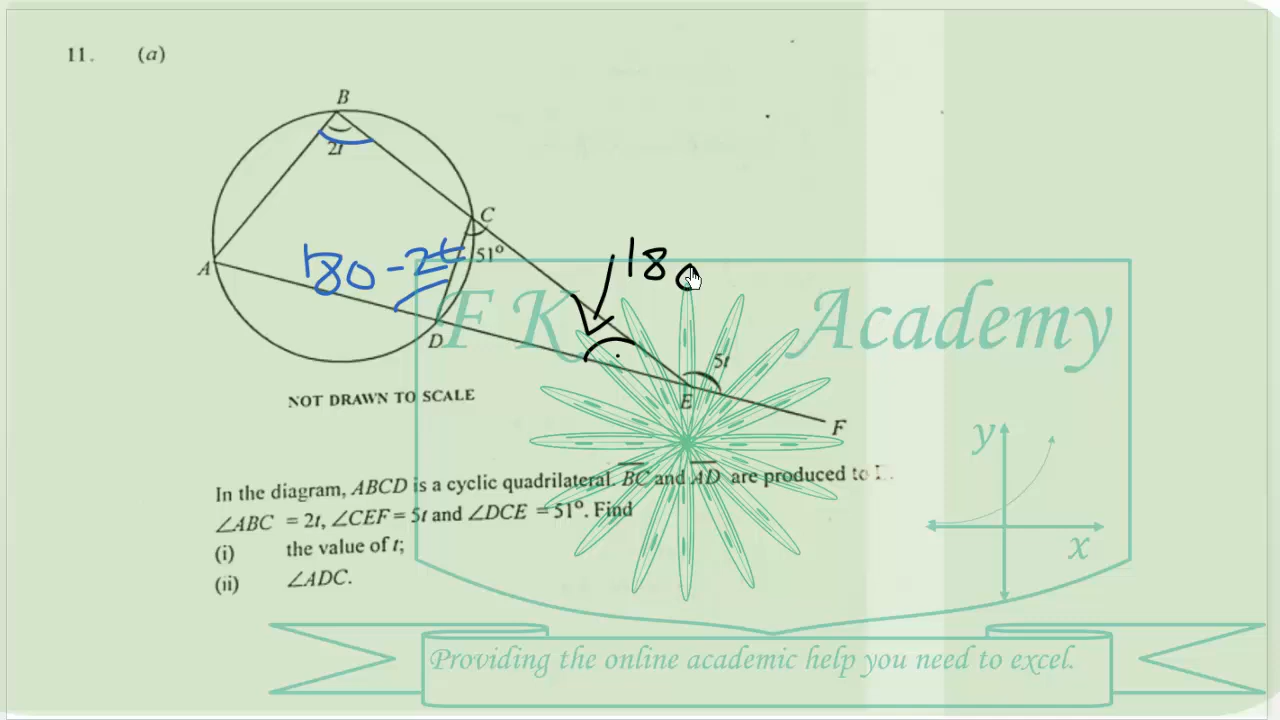 11. (a)
B
2t
C
51°
A
180-2t
180
D
5t
E
F
NOT DRAWN TO SCALE
FK Academy
y
x
In the diagram, ABCD is a cyclic quadrilateral. BC and AD are produced to
∠ABC = 2t, ∠CEF = 5t and ∠DCE = 51°. Find
(i) the value of t;
(ii) ∠ADC.
Providing the online academic help you need to excel.